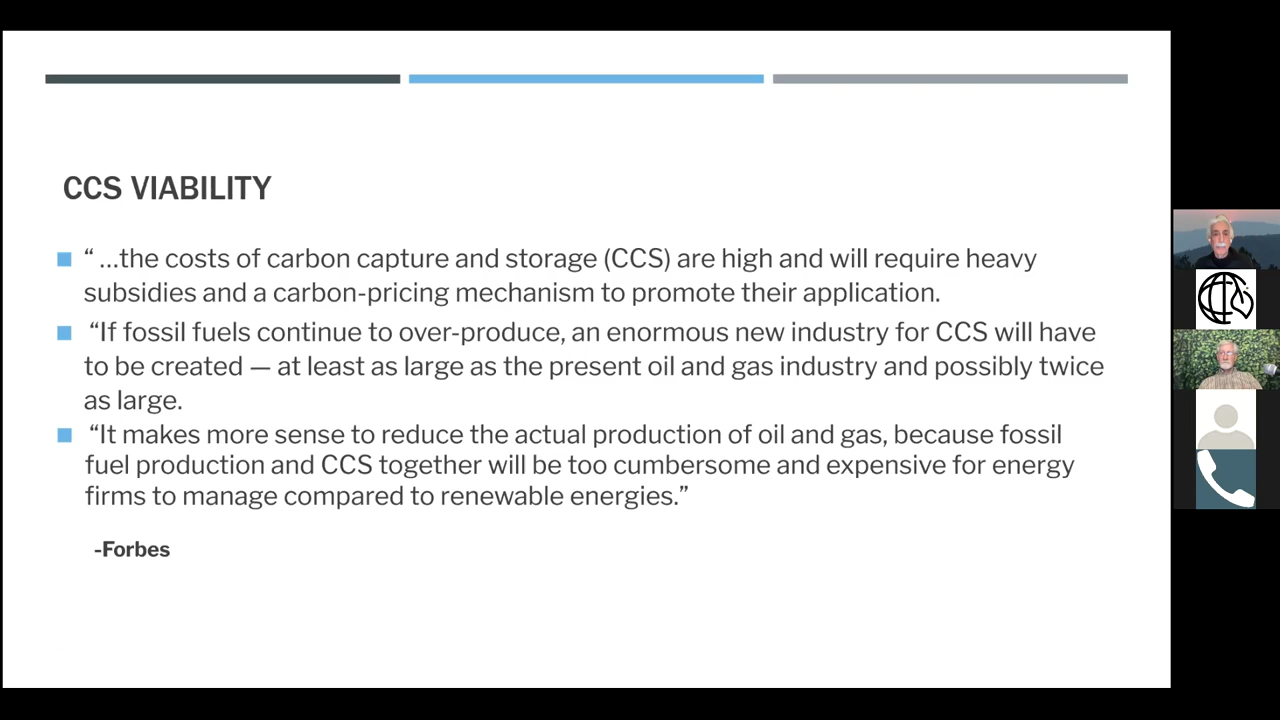 CCS VIABILITY
“ …the costs of carbon capture and storage (CCS) are high and will require heavy
subsidies and a carbon-pricing mechanism to promote their application.
“If fossil fuels continue to over-produce, an enormous new industry for CCS will have
to be created — at least as large as the present oil and gas industry and possibly twice
as large.
“It makes more sense to reduce the actual production of oil and gas, because fossil
fuel production and CCS together will be too cumbersome and expensive for energy
firms to manage compared to renewable energies.”
-Forbes